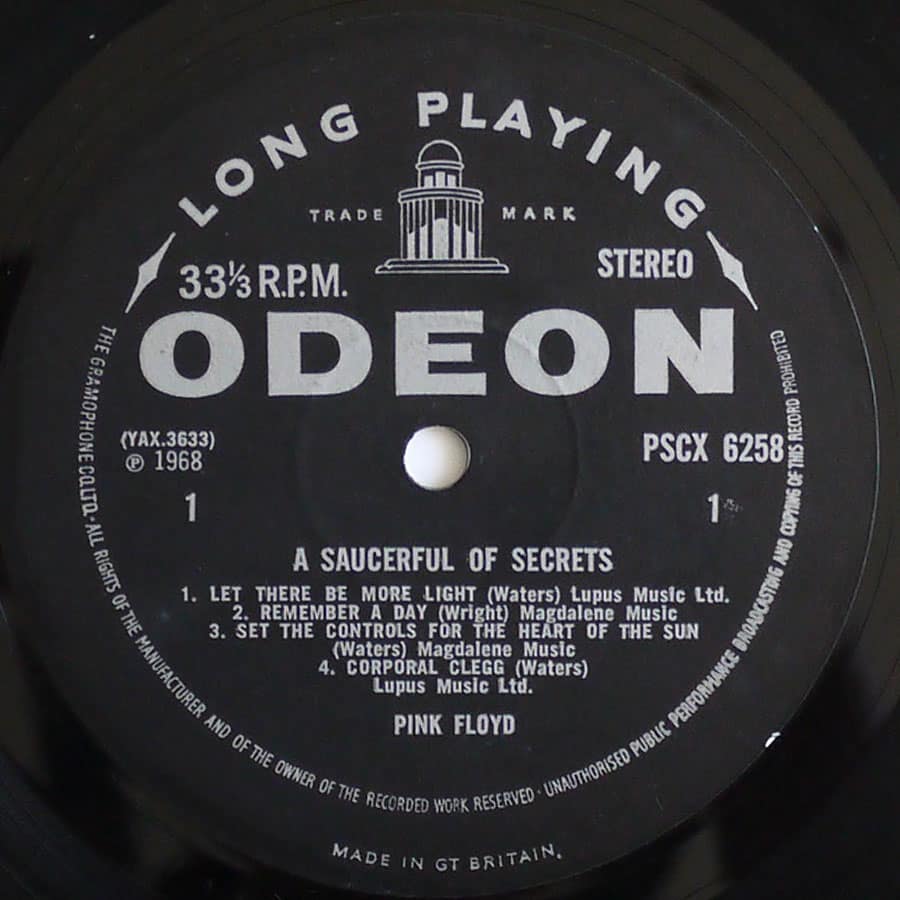 LONG PLAYING
TRADE MARK
33⅓ R.P.M.
STEREO
ODEON
(YAX.3633)
℗ 1968
PSCX 6258
1
1
A SAUCERFUL OF SECRETS
1. LET THERE BE MORE LIGHT (Waters) Lupus Music Ltd.
2. REMEMBER A DAY (Wright) Magdalene Music
3. SET THE CONTROLS FOR THE HEART OF THE SUN
(Waters) Magdalene Music
4. CORPORAL CLEGG (Waters)
Lupus Music Ltd.
PINK FLOYD
THE GRAMOPHONE CO. LTD. · ALL RIGHTS OF THE MANUFACTURER AND OF THE OWNER OF THE RECORDED WORK RESERVED · UNAUTHORISED PUBLIC PERFORMANCE BROADCASTING AND COPYING OF THIS RECORD PROHIBITED
MADE IN GT BRITAIN.